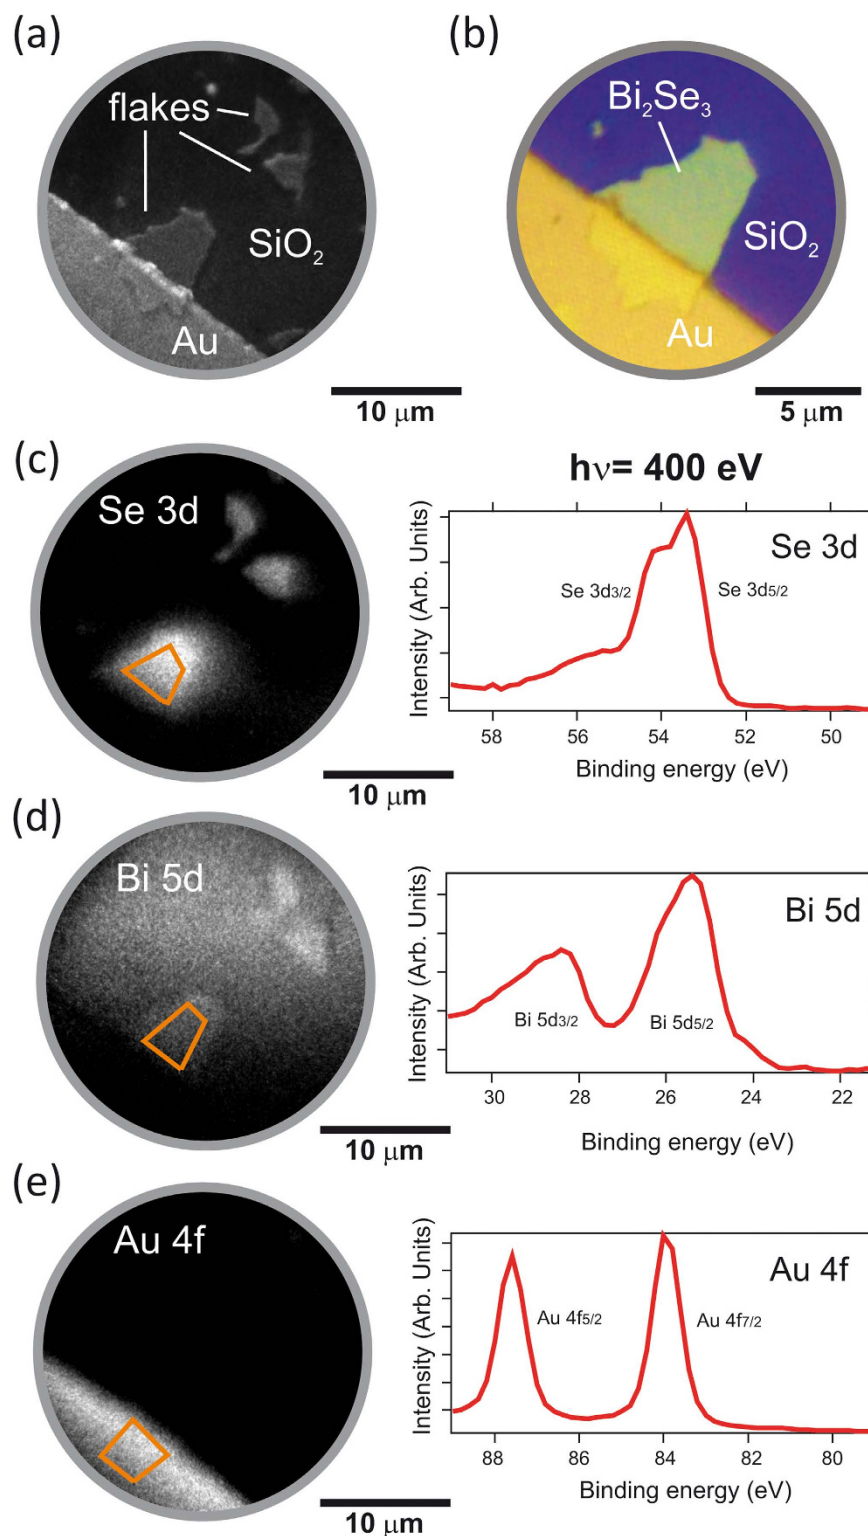 (a)
flakes
SiO₂
Au
10 μm
(b)
Bi₂Se₃
SiO₂
Au
5 μm
(c)
Se 3d
10 μm
hν= 400 eV
Se 3d
Se 3d3/2
Se 3d5/2
Intensity (Arb. Units)
58 56 54 52 50
Binding energy (eV)
(d)
Bi 5d
10 μm
Bi 5d
Bi 5d3/2
Bi 5d5/2
Intensity (Arb. Units)
30 28 26 24 22
Binding energy (eV)
(e)
Au 4f
10 μm
Au 4f
Au 4f5/2
Au 4f7/2
Intensity (Arb. Units)
88 86 84 82 80
Binding energy (eV)